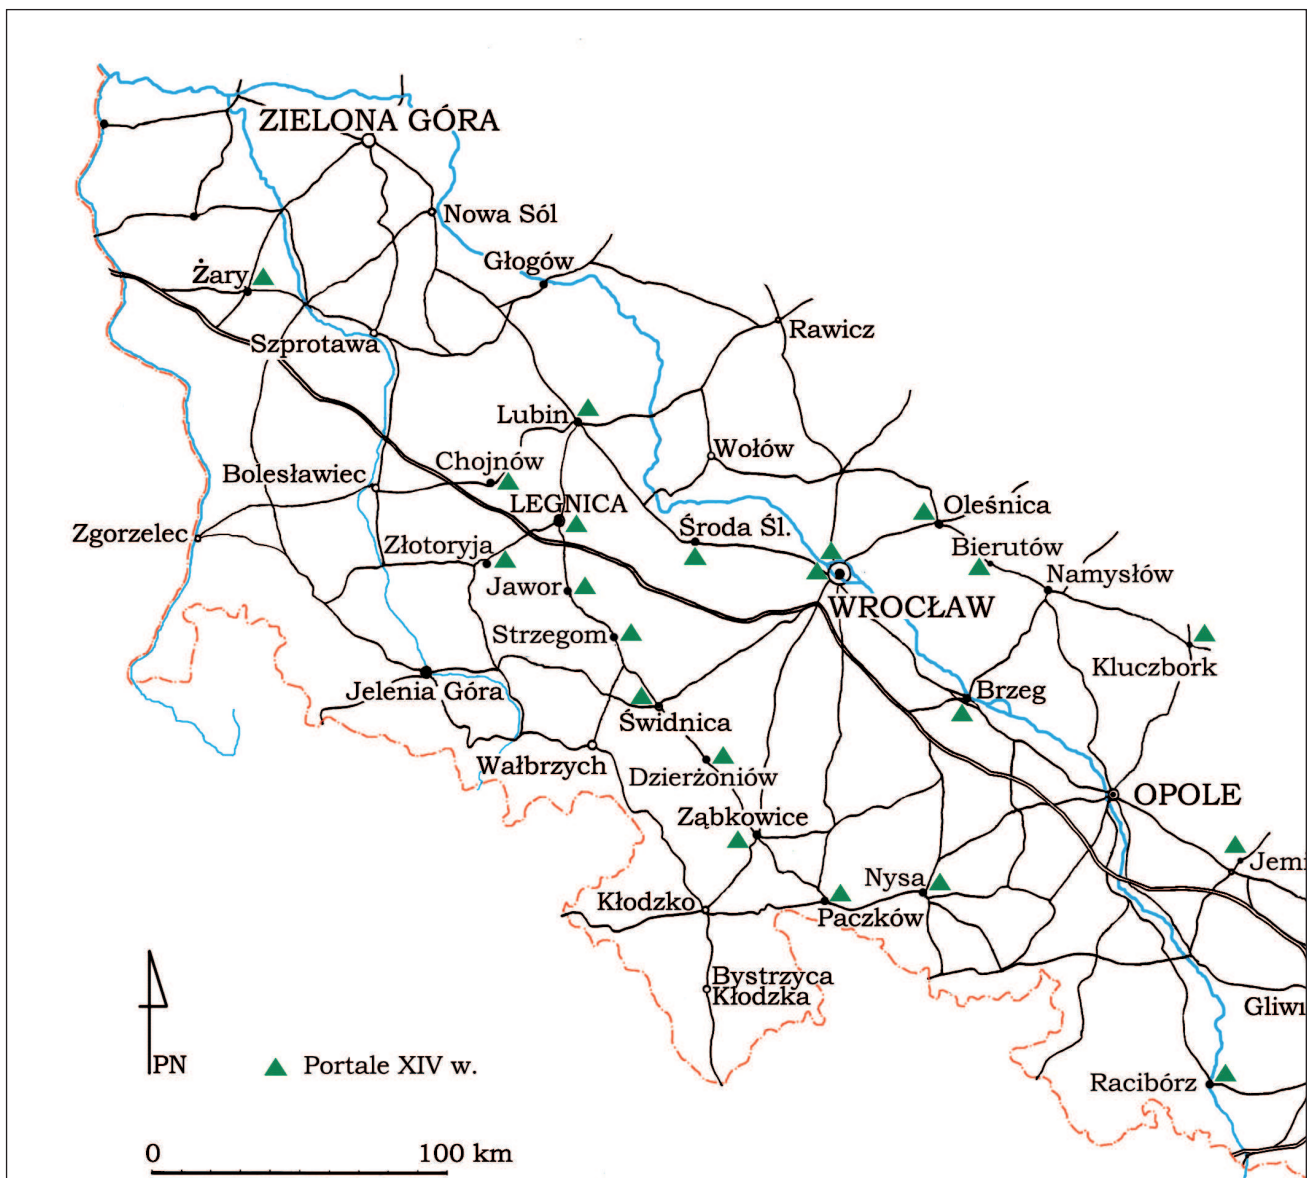 ZIELONA GÓRA
Nowa Sól
Głogów
Żary
Rawicz
Szprotawa
Lubin
Wołów
Chojnów
Bolesławiec
LEGNICA
Oleśnica
Zgorzelec
Środa Śl.
Złotoryja
Bierutów
Namysłów
Jawor
WROCŁAW
Strzegom
Kluczbork
Jelenia Góra
Brzeg
Świdnica
Wałbrzych
Dzierżoniów
OPOLE
Ząbkowice
Jemi
Nysa
Kłodzko
Paczków
Bystrzyca
Kłodzka
Gliwi
PN
Portale XIV w.
Racibórz
0 100 km